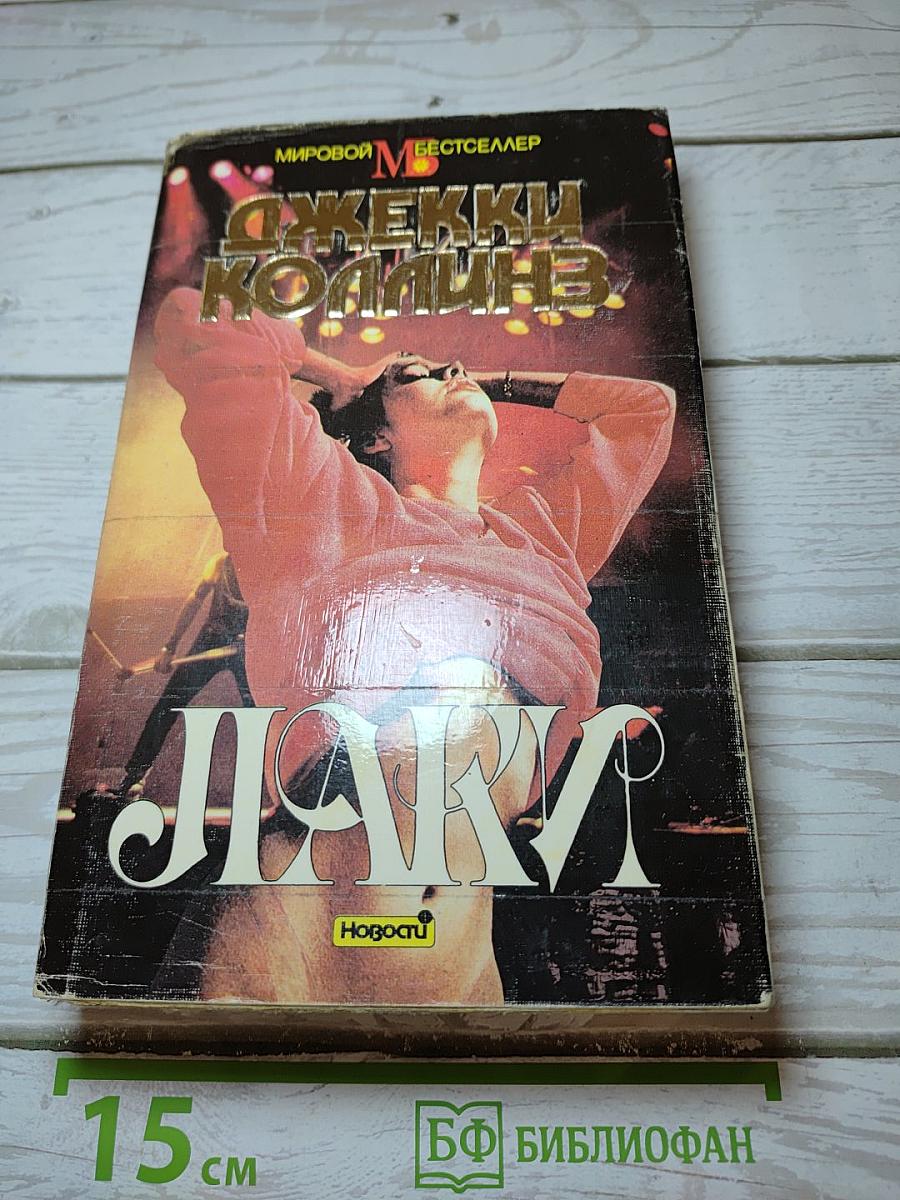 МИРОВОЙ МБ БЕСТСЕЛЛЕР
ДЖЕККИ
КОЛЛИНЗ
ЛАКИ
Новости
15 см
БФ БИБЛИОФАН